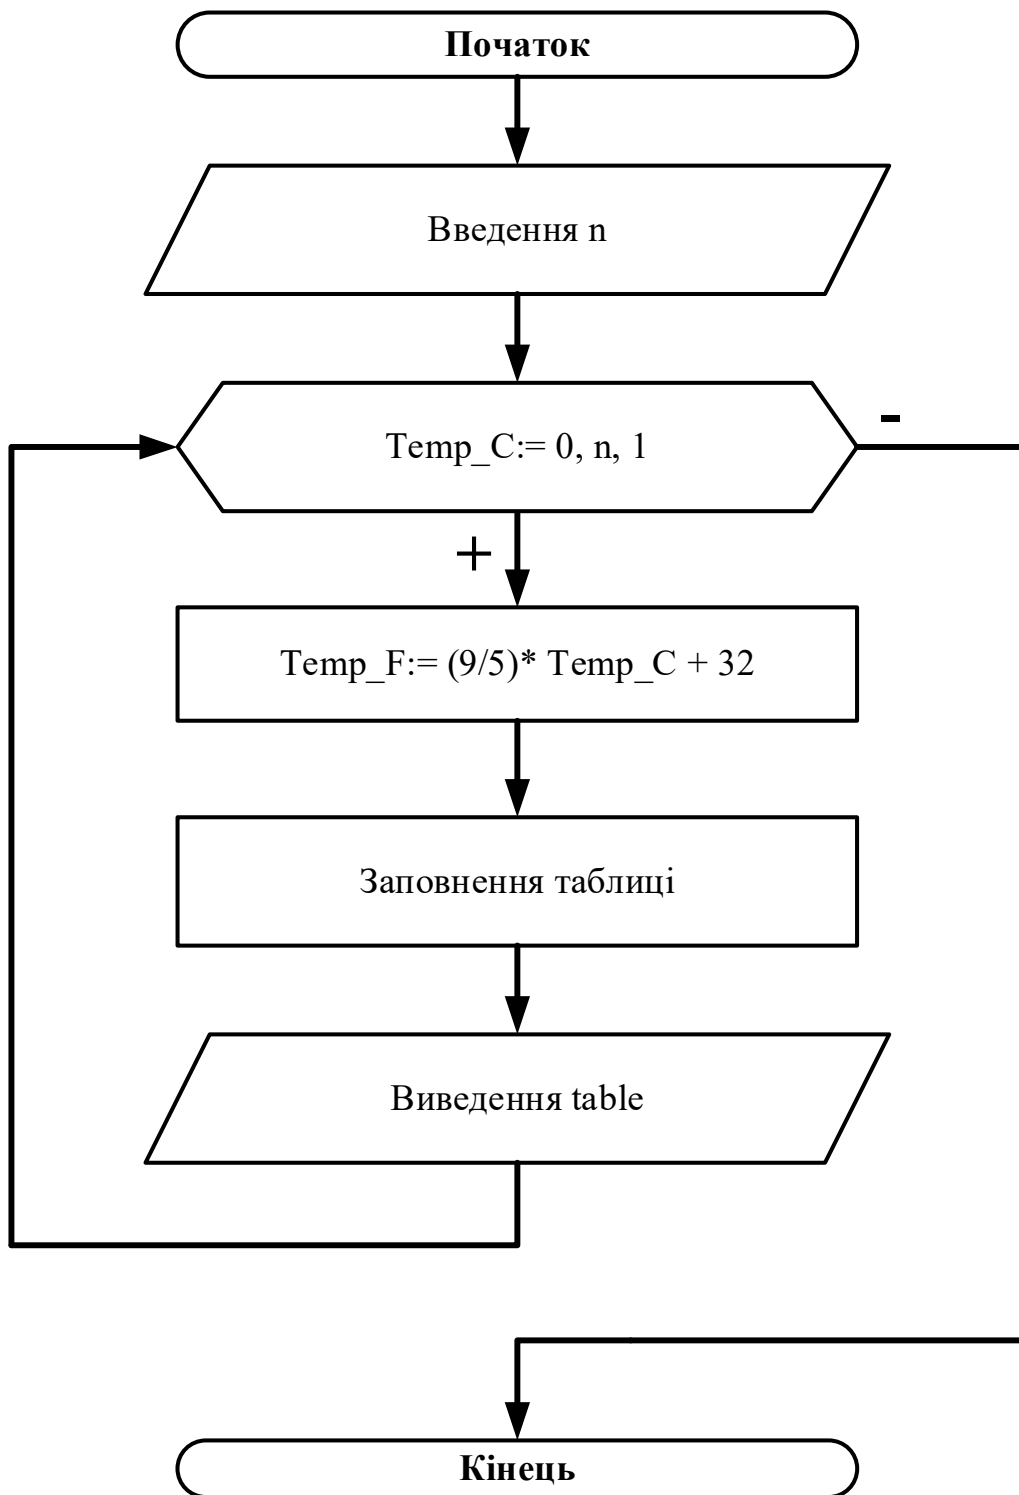 Початок
Введення n
Temp_C:= 0, n, 1
-
+
Temp_F:= (9/5)* Temp_C + 32
Заповнення таблиці
Виведення table
Кінець